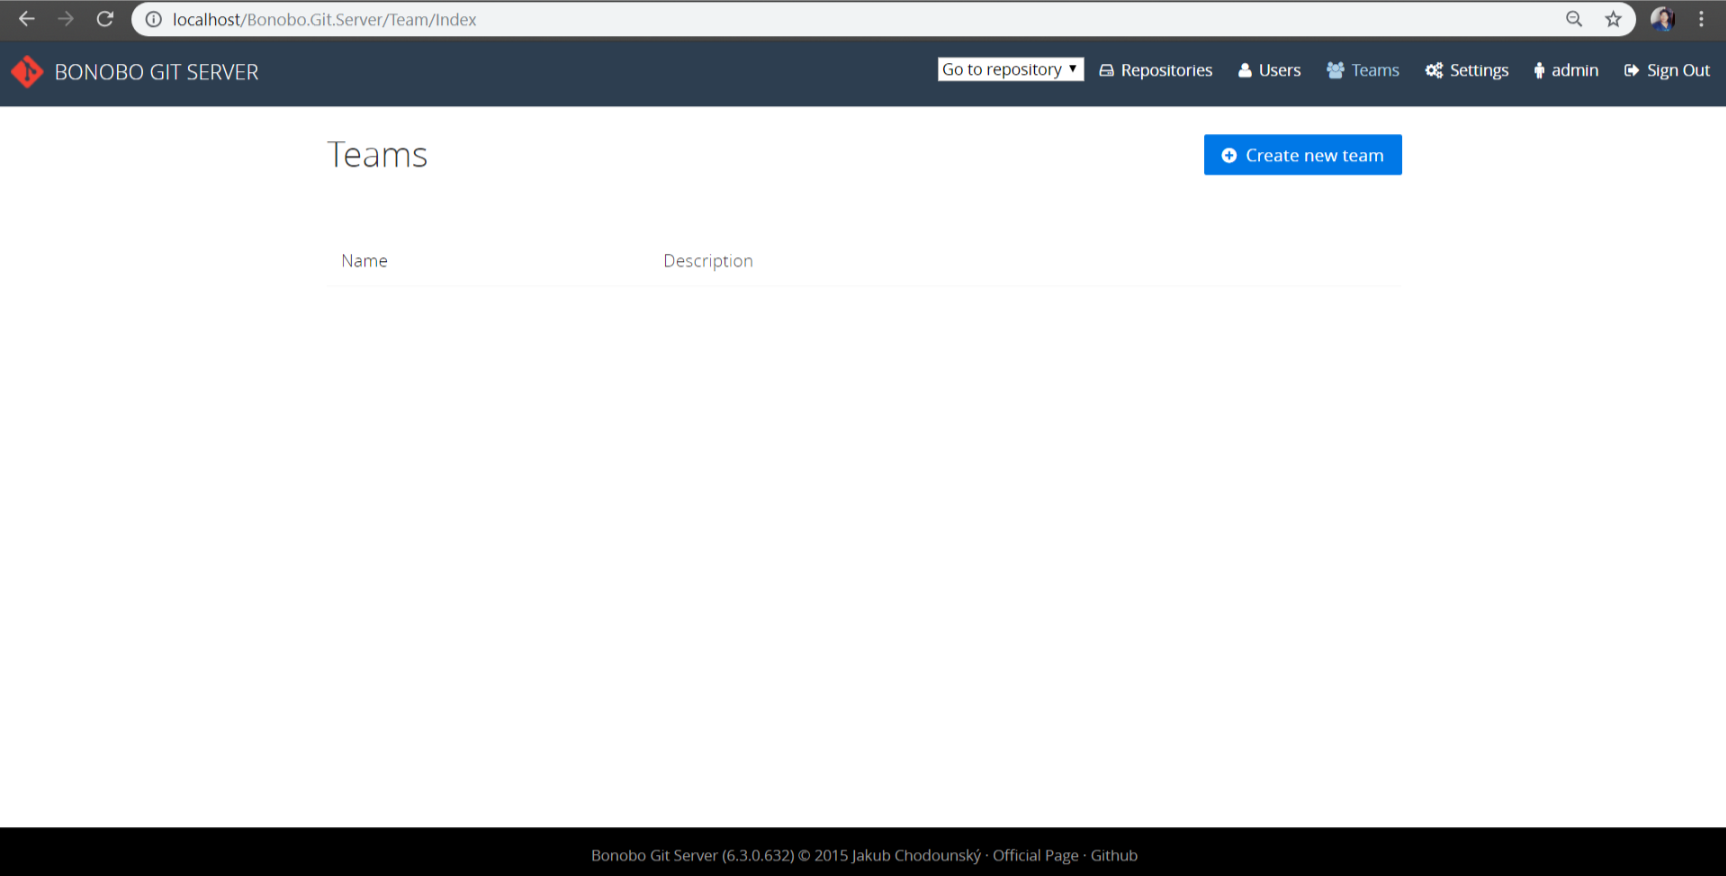 localhost/Bonobo.Git.Server/Team/Index
BONOBO GIT SERVER
Go to repository Repositories Users Teams Settings admin Sign Out
Teams
Create new team
Name Description
Bonobo Git Server (6.3.0.632) © 2015 Jakub Chodounský · Official Page · Github